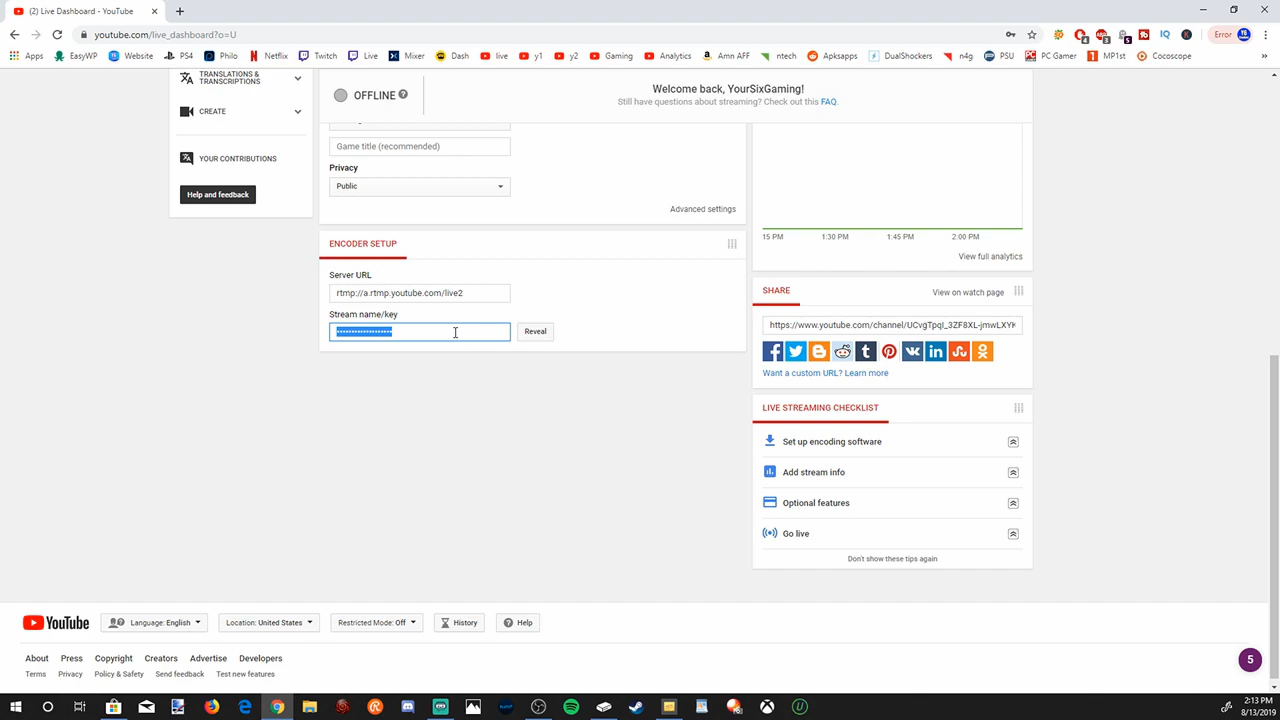 (2) Live Dashboard - YouTube
youtube.com/live_dashboard?o=U
Error
Apps
EasyWP
Website
PS4
Philo
Netflix
Twitch
Live
Mixer
Dash
live
y1
y2
Gaming
Analytics
Amn AFF
ntech
Apksapps
DualShockers
n4g
PSU
PC Gamer
MP1st
Cocoscope
TRANSLATIONS &
TRANSCRIPTIONS
CREATE
YOUR CONTRIBUTIONS
Help and feedback
OFFLINE
Welcome back, YourSixGaming!
Still have questions about streaming? Check out this FAQ.
Game title (recommended)
Privacy
Public
Advanced settings
ENCODER SETUP
Server URL
rtmp://a.rtmp.youtube.com/live2
Stream name/key
Reveal
15 PM
1:30 PM
1:45 PM
2:00 PM
View full analytics
SHARE
View on watch page
https://www.youtube.com/channel/UCvgTpqI_3ZF8XL-jmwLXYK
Want a custom URL? Learn more
LIVE STREAMING CHECKLIST
Set up encoding software
Add stream info
Optional features
Go live
Don't show these tips again
YouTube
Language: English
Location: United States
Restricted Mode: Off
History
Help
About
Press
Copyright
Creators
Advertise
Developers
Terms
Privacy
Policy & Safety
Send feedback
Test new features
5
2:13 PM
8/13/2019